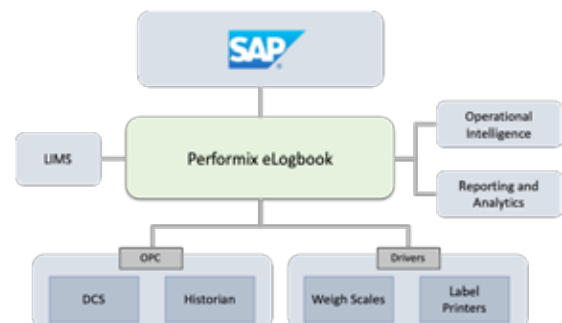 SAP
Operational
Intelligence
LIMS
Performix eLogbook
Reporting and
Analytics
OPC
Drivers
DCS
Historian
Weigh Scales
Label
Printers